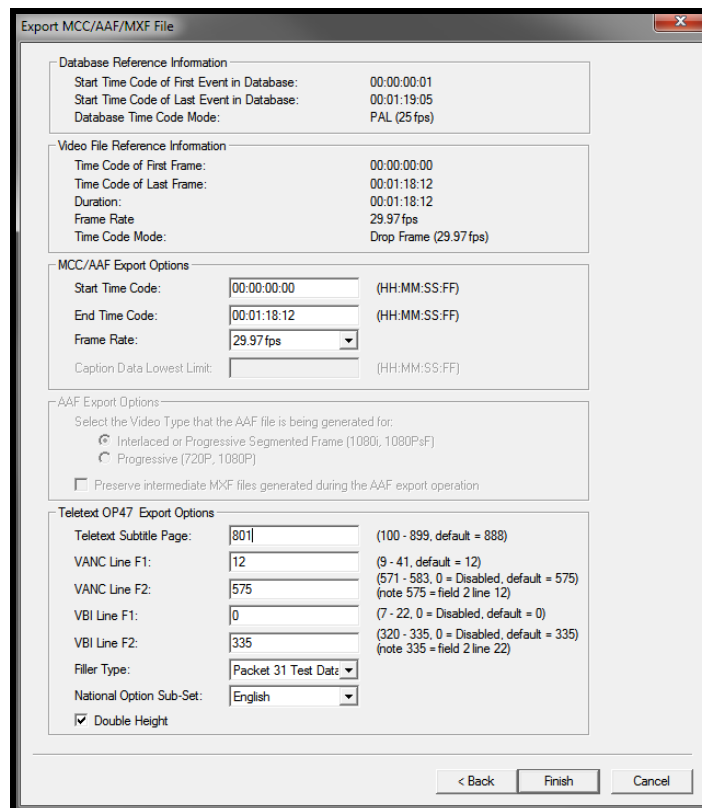 Export MCC/AAF/MXF File
Database Reference Information
Start Time Code of First Event in Database: 00:00:00:01
Start Time Code of Last Event in Database: 00:01:19:05
Database Time Code Mode: PAL (25 fps)
Video File Reference Information
Time Code of First Frame: 00:00:00:00
Time Code of Last Frame: 00:01:18:12
Duration: 00:01:18:12
Frame Rate 29.97 fps
Time Code Mode: Drop Frame (29.97 fps)
MCC/AAF Export Options
Start Time Code: 00:00:00:00 (HH:MM:SS:FF)
End Time Code: 00:01:18:12 (HH:MM:SS:FF)
Frame Rate: 29.97 fps
Caption Data Lowest Limit: (HH:MM:SS:FF)
AAF Export Options
Select the Video Type that the AAF file is being generated for:
Interlaced or Progressive Segmented Frame (1080i, 1080PsF)
Progressive (720P, 1080P)
Preserve intermediate MXF files generated during the AAF export operation
Teletext OP47 Export Options
Teletext Subtitle Page: 801 (100 - 899, default = 888)
VANC Line F1: 12 (9 - 41, default = 12)
VANC Line F2: 575 (571 - 583, 0 = Disabled, default = 575)
(note 575 = field 2 line 12)
VBI Line F1: 0 (7 - 22, 0 = Disabled, default = 0)
VBI Line F2: 335 (320 - 335, 0 = Disabled, default = 335)
(note 335 = field 2 line 22)
Filler Type: Packet 31 Test Data
National Option Sub-Set: English
Double Height
< Back Finish Cancel